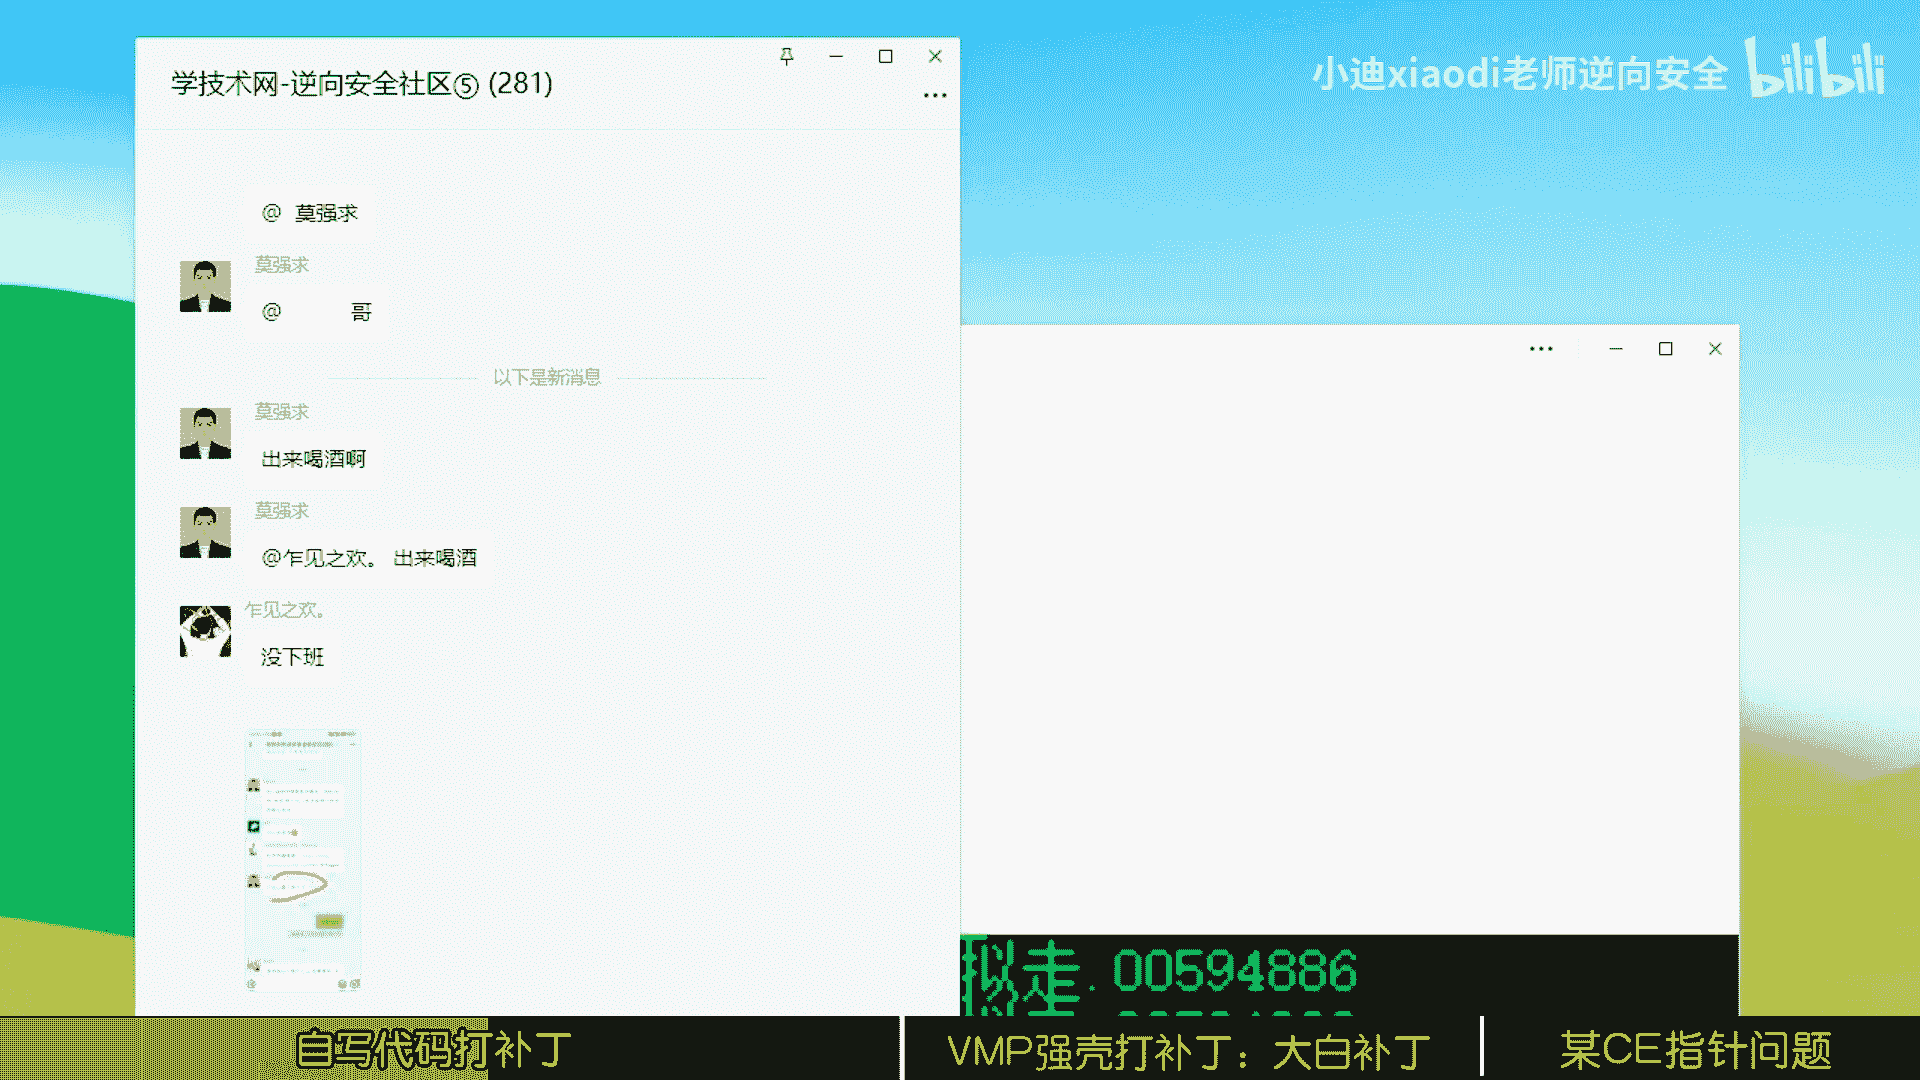 学技术网-逆向安全社区⑤ (281)
小迪xiaodi老师逆向安全 bilibili
@ 莫强求
莫强求
@ 哥
以下是新消息
莫强求
出来喝酒啊
莫强求
@乍见之欢。 出来喝酒
乍见之欢。
没下班
拟走.00594886
自写代码打补丁
VMP强壳打补丁：大白补丁
某CE指针问题